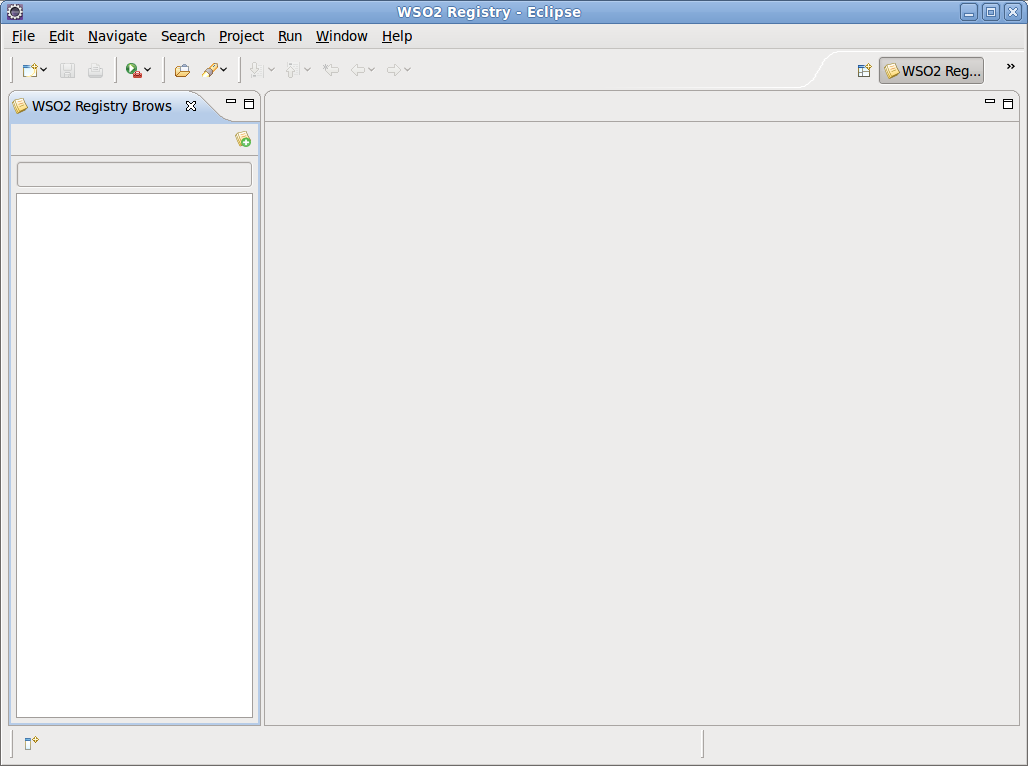 WSO2 Registry - Eclipse
File Edit Navigate Search Project Run Window Help
WSO2 Reg...
WSO2 Registry Brows